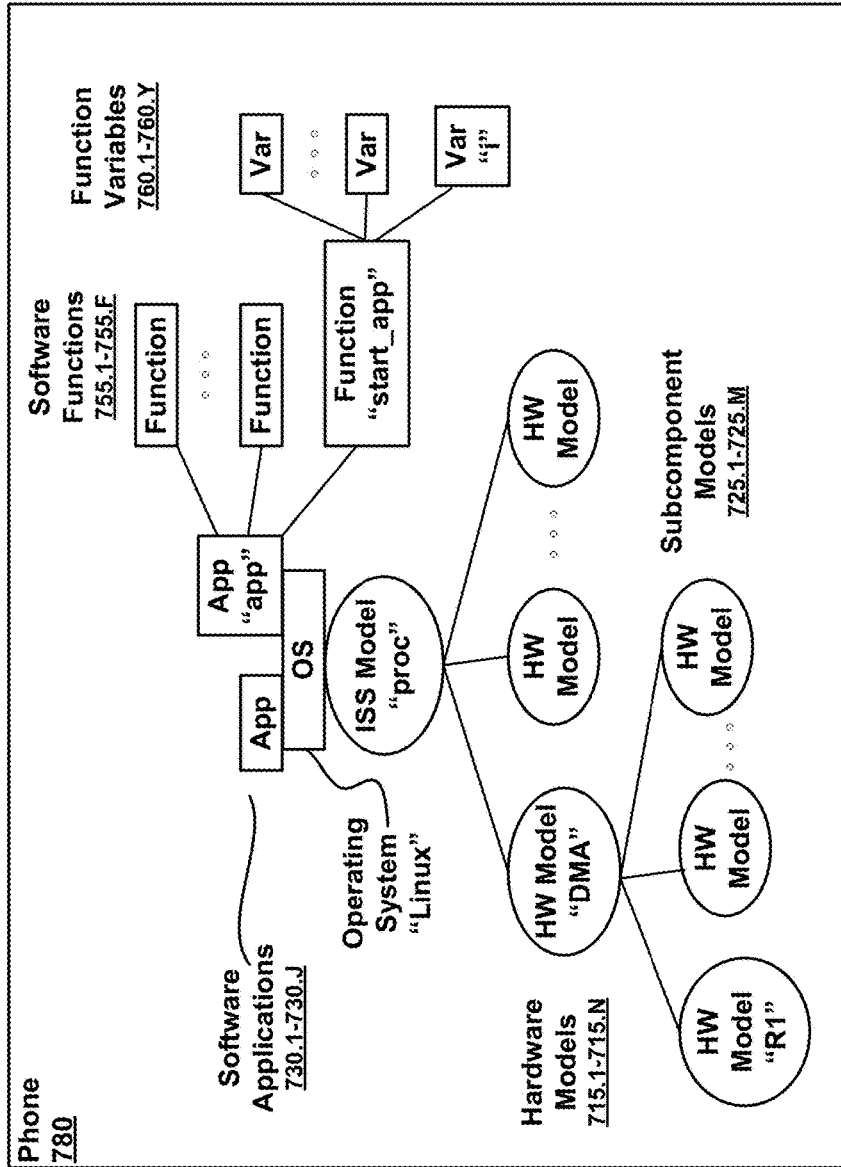 Phone
780
Software
Applications
730.1-730.J
Operating
System
“Linux”
App
App
“app”
OS
ISS Model
“proc”
Software
Functions
755.1-755.F
Function
Function
Function
“start_app”
Function
Variables
760.1-760.Y
Var
Var
Var
“i”
Hardware
Models
715.1-715.N
HW Model
“DMA”
HW
Model
HW
Model
Subcomponent
Models
725.1-725.M
HW
Model
“R1”
HW
Model
HW
Model